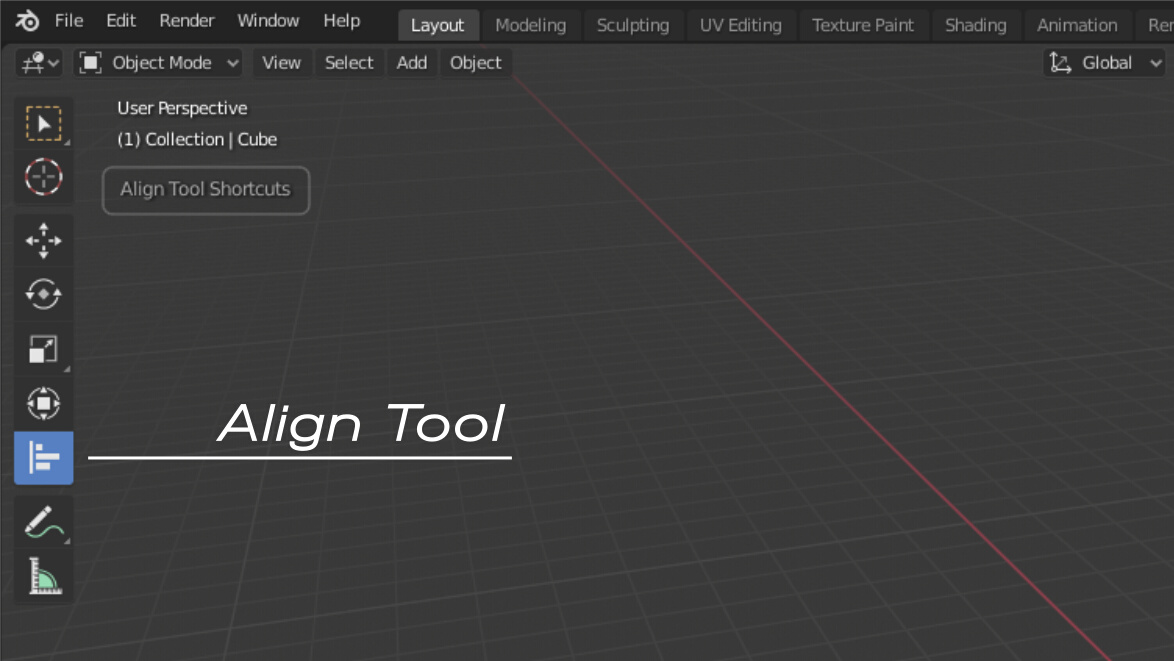 File Edit Render Window Help Layout Modeling Sculpting UV Editing Texture Paint Shading Animation
Object Mode View Select Add Object Global
User Perspective
(1) Collection | Cube
Align Tool Shortcuts
Align Tool